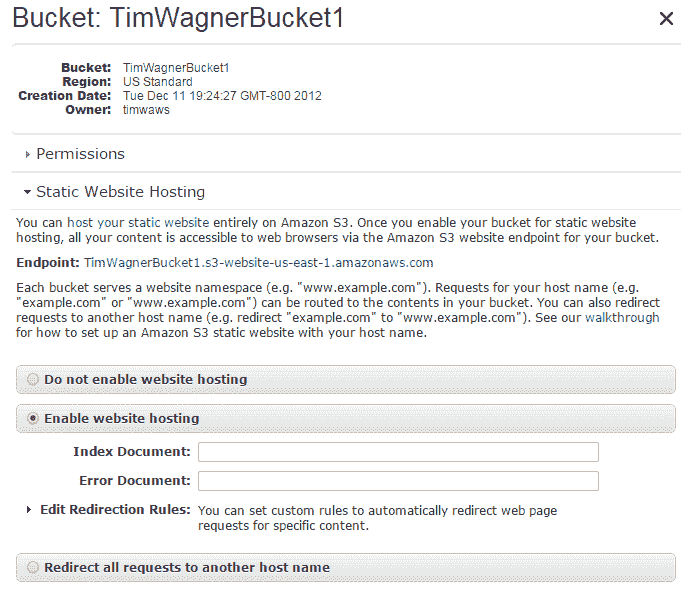 Bucket: TimWagnerBucket1
Bucket: TimWagnerBucket1
Region: US Standard
Creation Date: Tue Dec 11 19:24:27 GMT-800 2012
Owner: timwaws
Permissions
Static Website Hosting
You can host your static website entirely on Amazon S3. Once you enable your bucket for static website
hosting, all your content is accessible to web browsers via the Amazon S3 website endpoint for your bucket.
Endpoint: TimWagnerBucket1.s3-website-us-east-1.amazonaws.com
Each bucket serves a website namespace (e.g. "www.example.com"). Requests for your host name (e.g.
"example.com" or "www.example.com") can be routed to the contents in your bucket. You can also redirect
requests to another host name (e.g. redirect "example.com" to "www.example.com"). See our walkthrough
for how to set up an Amazon S3 static website with your host name.
Do not enable website hosting
Enable website hosting
Index Document:
Error Document:
Edit Redirection Rules: You can set custom rules to automatically redirect web page
requests for specific content.
Redirect all requests to another host name